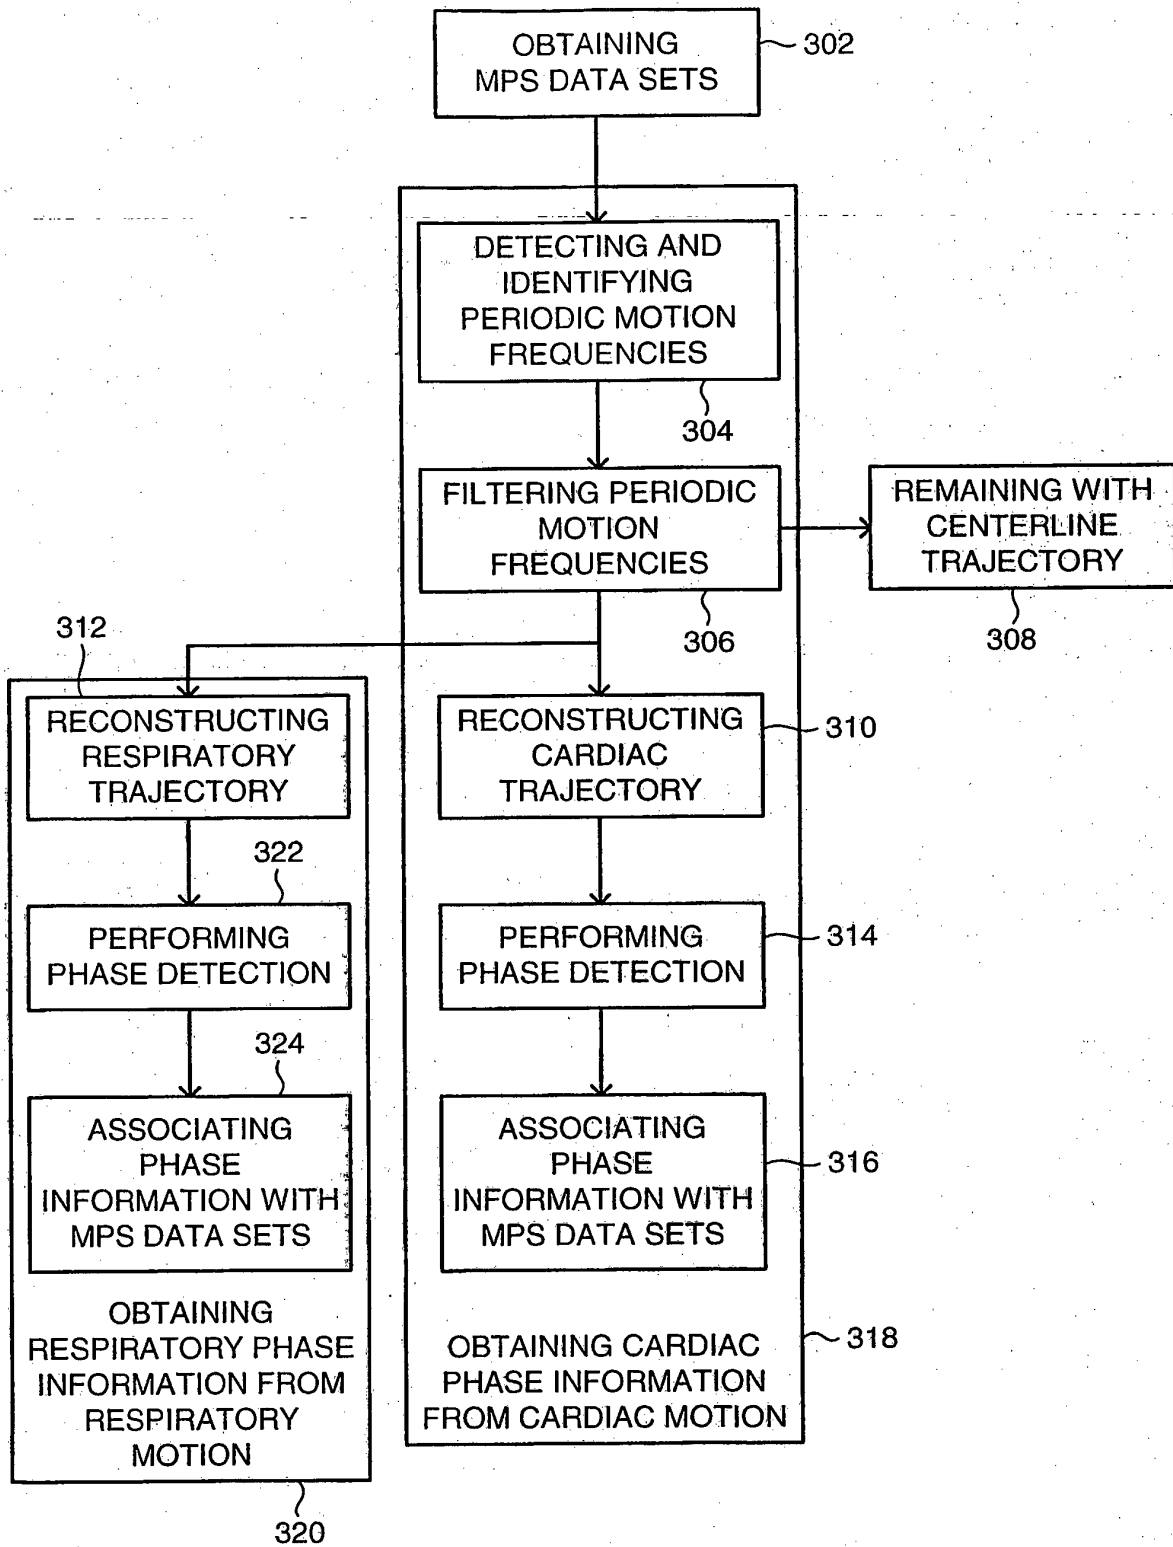 OBTAINING
MPS DATA SETS
302
DETECTING AND
IDENTIFYING
PERIODIC MOTION
FREQUENCIES
304
FILTERING PERIODIC
MOTION
FREQUENCIES
306
REMAINING WITH
CENTERLINE
TRAJECTORY
308
312
RECONSTRUCTING
RESPIRATORY
TRAJECTORY
RECONSTRUCTING
CARDIAC
TRAJECTORY
310
322
PERFORMING
PHASE DETECTION
PERFORMING
PHASE DETECTION
314
324
ASSOCIATING
PHASE
INFORMATION WITH
MPS DATA SETS
ASSOCIATING
PHASE
INFORMATION WITH
MPS DATA SETS
316
OBTAINING
RESPIRATORY PHASE
INFORMATION FROM
RESPIRATORY
MOTION
320
OBTAINING CARDIAC
PHASE INFORMATION
FROM CARDIAC MOTION
318